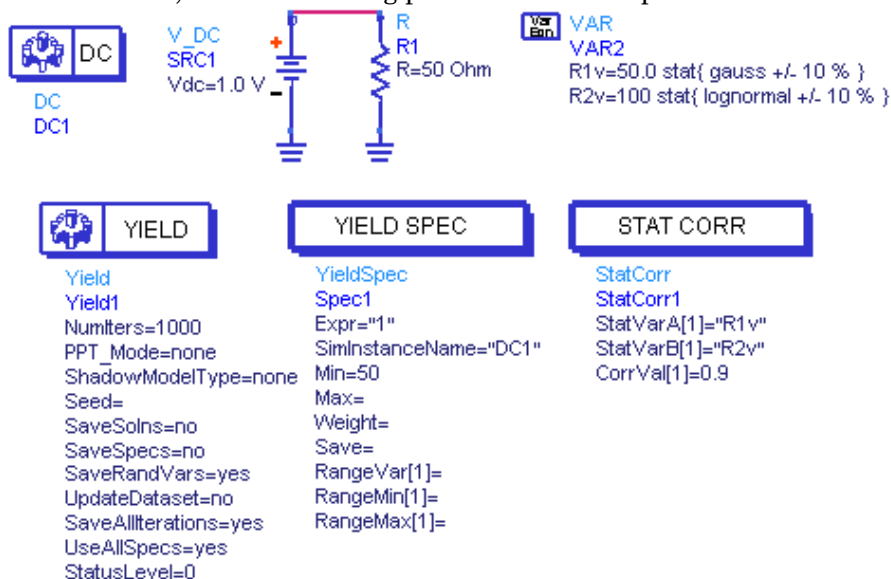 DC
DC
DC1
V_DC
SRC1
Vdc=1.0 V
+
-
R
R1
R=50 Ohm
Var
Eqn
VAR
VAR2
R1v=50.0 stat{ gauss +/- 10 % }
R2v=100 stat{ lognormal +/- 10 % }
YIELD
Yield
Yield1
NumIters=1000
PPT_Mode=none
ShadowModelType=none
Seed=
SaveSolns=no
SaveSpecs=no
SaveRandVars=yes
UpdateDataset=no
SaveAllIterations=yes
UseAllSpecs=yes
StatusLevel=0
YIELD SPEC
YieldSpec
Spec1
Expr="1"
SimInstanceName="DC1"
Min=50
Max=
Weight=
Save=
RangeVar[1]=
RangeMin[1]=
RangeMax[1]=
STAT CORR
StatCorr
StatCorr1
StatVarA[1]="R1v"
StatVarB[1]="R2v"
CorrVal[1]=0.9